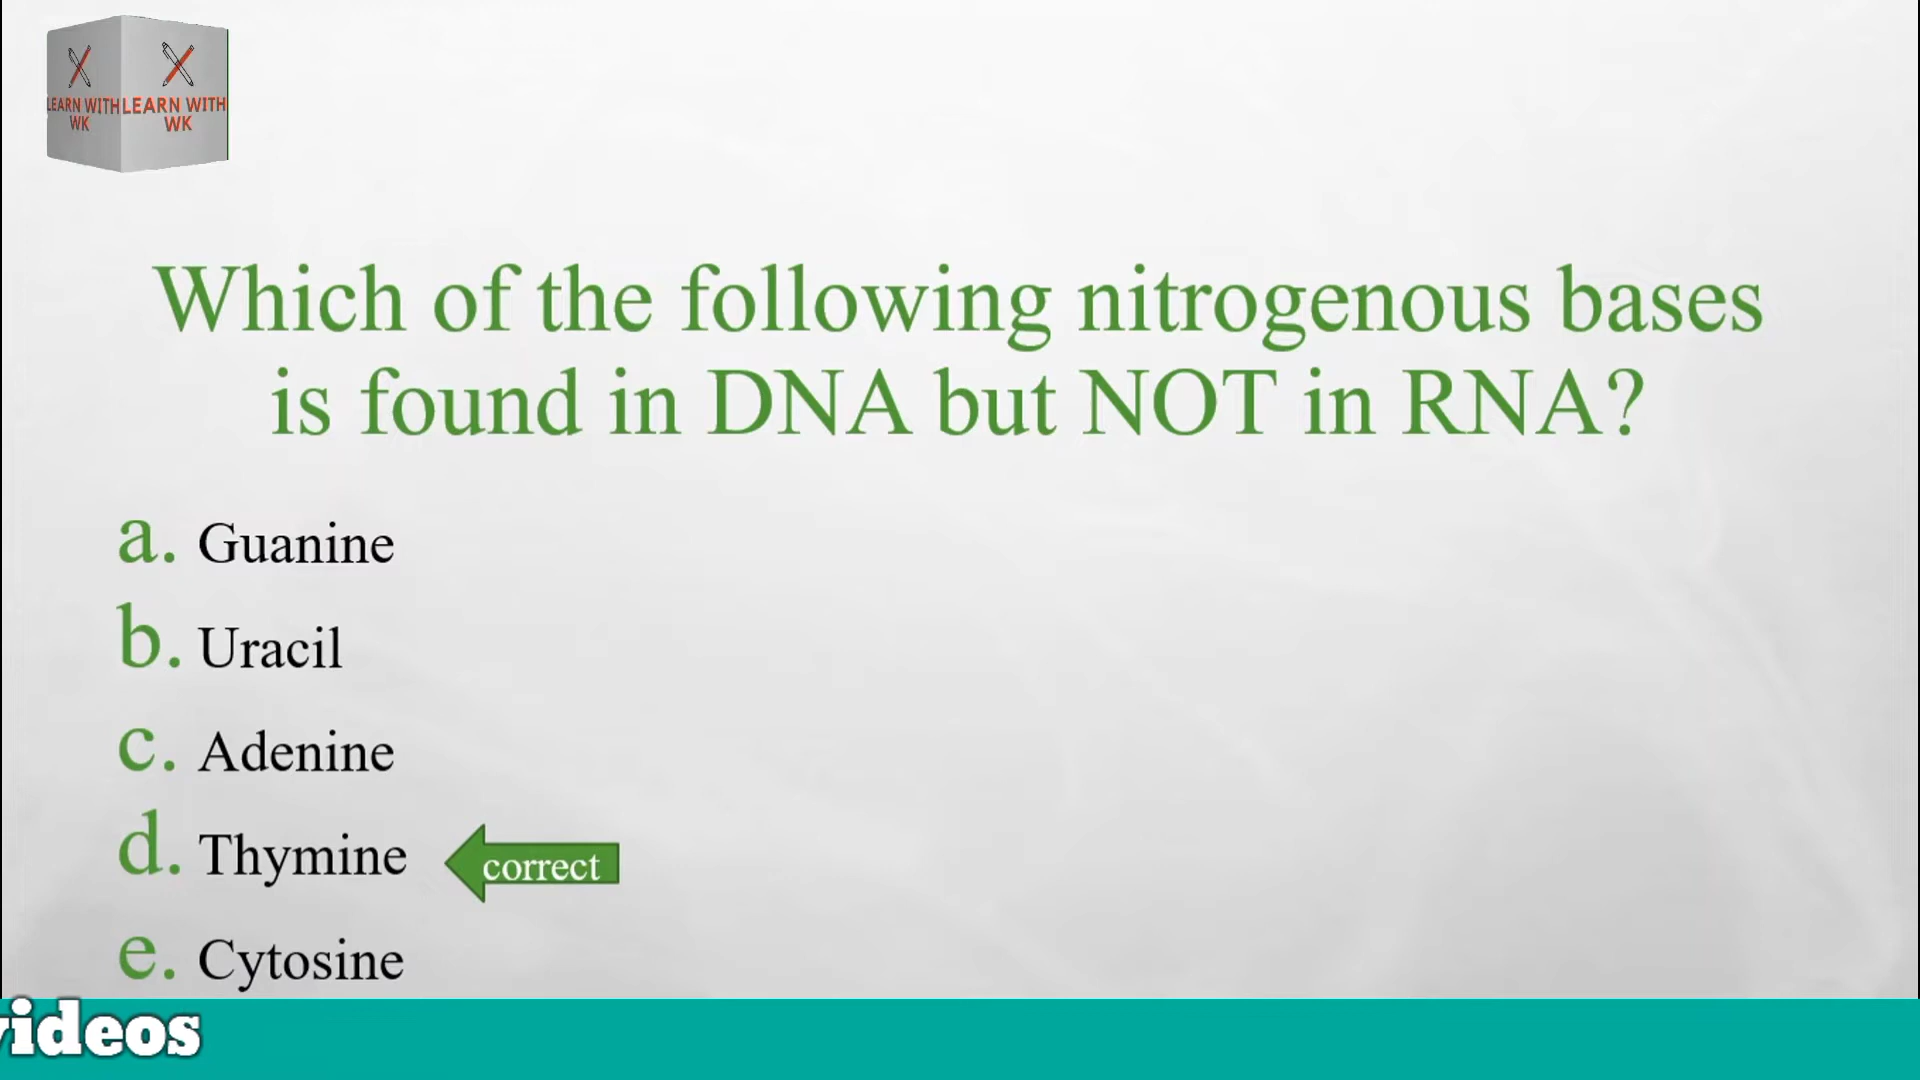 LEARN WITH
WK
LEARN WITH
WK
Which of the following nitrogenous bases
is found in DNA but NOT in RNA?
a. Guanine
b. Uracil
c. Adenine
d. Thymine
correct
e. Cytosine
videos